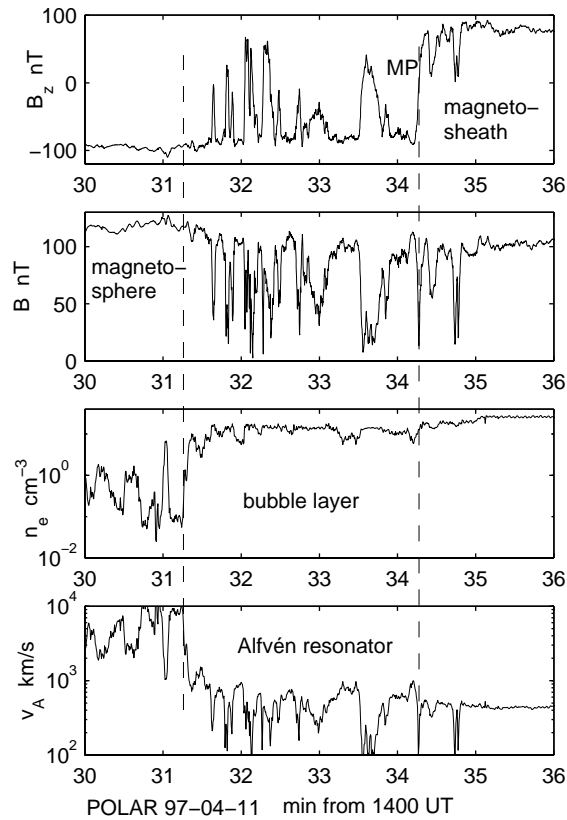 B_z nT
100
0
−100
MP
magneto−
sheath
30 31 32 33 34 35 36
B nT
100
50
0
magneto−
sphere
30 31 32 33 34 35 36
n_e cm^−3
10^0
10^−2
bubble layer
30 31 32 33 34 35 36
v_A km/s
10^4
10^3
10^2
Alfvén resonator
30 31 32 33 34 35 36
POLAR 97−04−11 min from 1400 UT